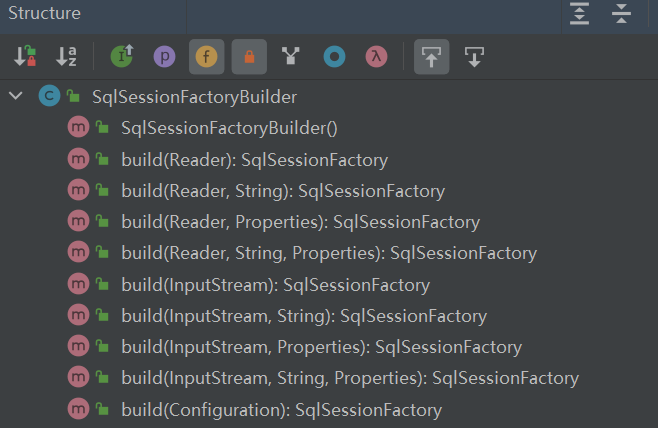 Structure
SqlSessionFactoryBuilder
SqlSessionFactoryBuilder()
build(Reader): SqlSessionFactory
build(Reader, String): SqlSessionFactory
build(Reader, Properties): SqlSessionFactory
build(Reader, String, Properties): SqlSessionFactory
build(InputStream): SqlSessionFactory
build(InputStream, String): SqlSessionFactory
build(InputStream, Properties): SqlSessionFactory
build(InputStream, String, Properties): SqlSessionFactory
build(Configuration): SqlSessionFactory